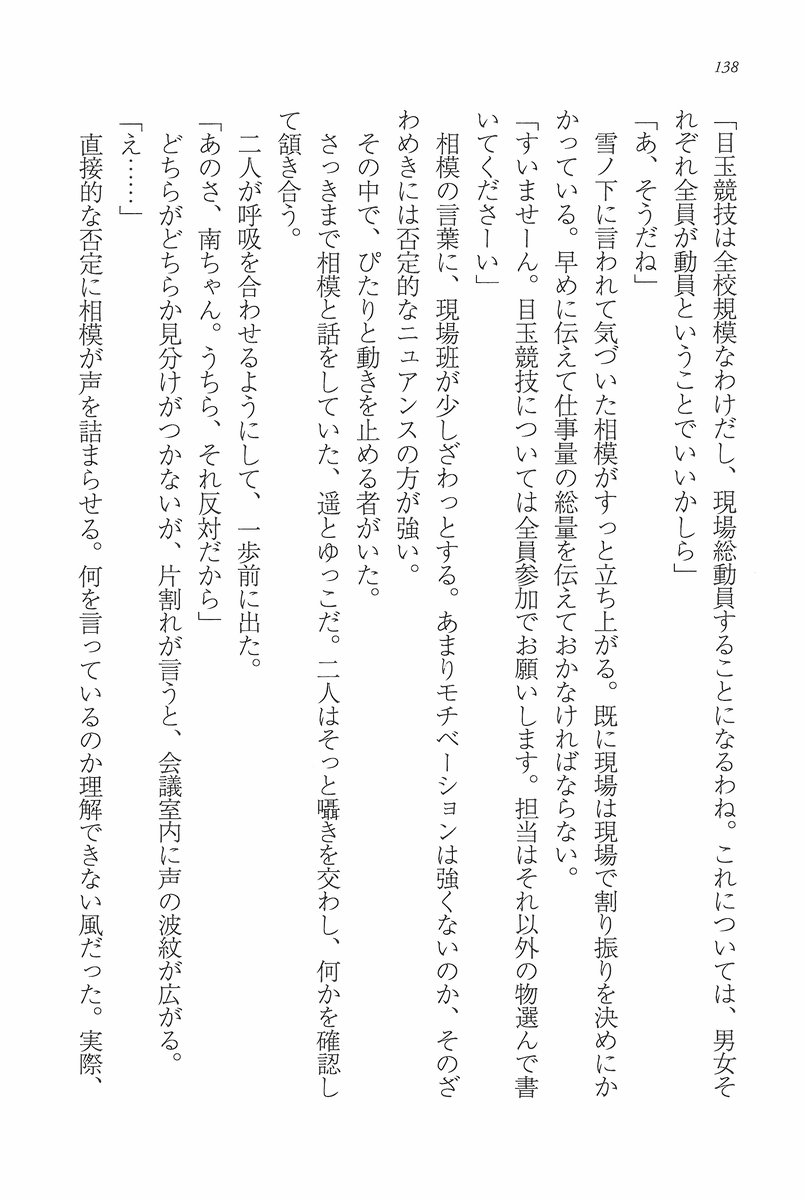 138
「目玉競技は全校規模なわけだし、現場総動員することになるわね。これについては、男女そ
れぞれ全員が動員ということでいいかしら」
「あ、そうだね」
雪ノ下に言われて気づいた相模がすっと立ち上がる。既に現場は現場で割り振りを決めにか
かっている。早めに伝えて仕事量の総量を伝えておかなければならない。
「すいませーん。目玉競技については全員参加でお願いします。担当はそれ以外の物選んで書
いてくださーい」
相模の言葉に、現場班が少しざわっとする。あまりモチベーションは強くないのか、そのざ
わめきには否定的なニュアンスの方が強い。
その中で、ぴたりと動きを止める者がいた。
さっきまで相模と話をしていた、遥とゆっこだ。二人はそっと囁きを交わし、何かを確認し
て頷き合う。
二人が呼吸を合わせるようにして、一歩前に出た。
「あのさ、南ちゃん。うちら、それ反対だから」
どちらがどちらか見分けがつかないが、片割れが言うと、会議室内に声の波紋が広がる。
「え……」
直接的な否定に相模が声を詰まらせる。何を言っているのか理解できない風だった。実際、